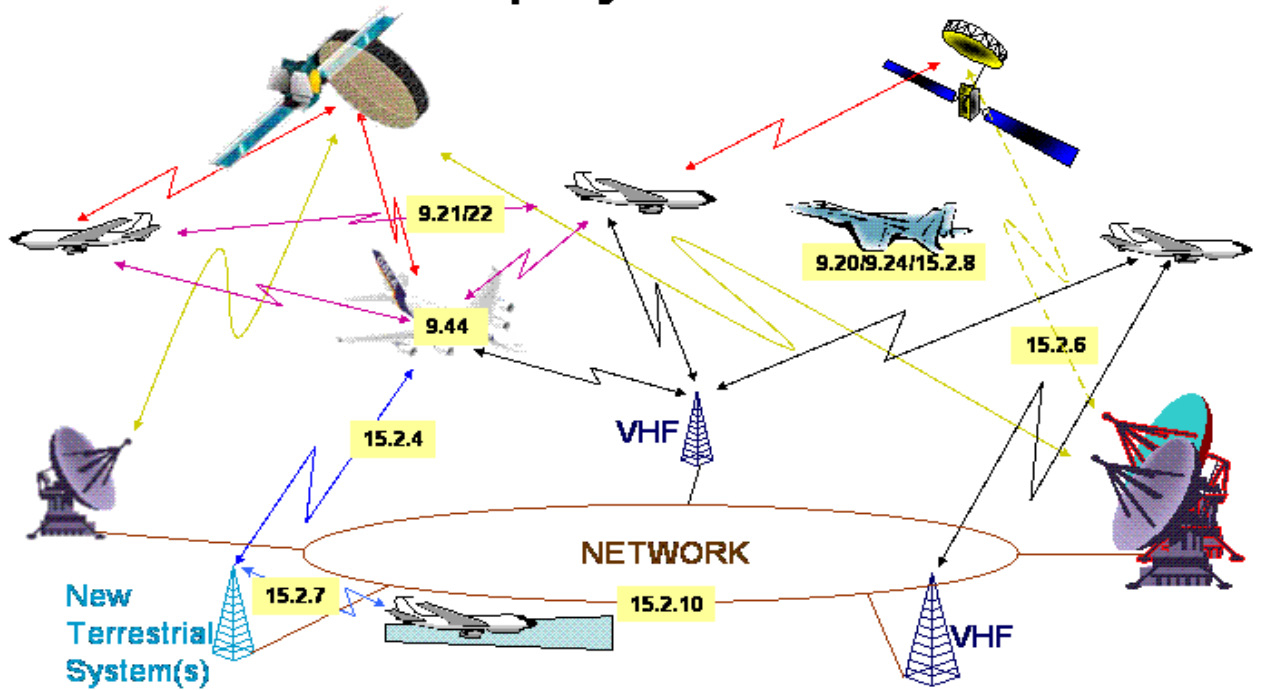 9.21/22
9.20/9.24/15.2.8
9.44
15.2.6
15.2.4
VHF
NETWORK
15.2.7
15.2.10
New
Terrestrial
System(s)
VHF